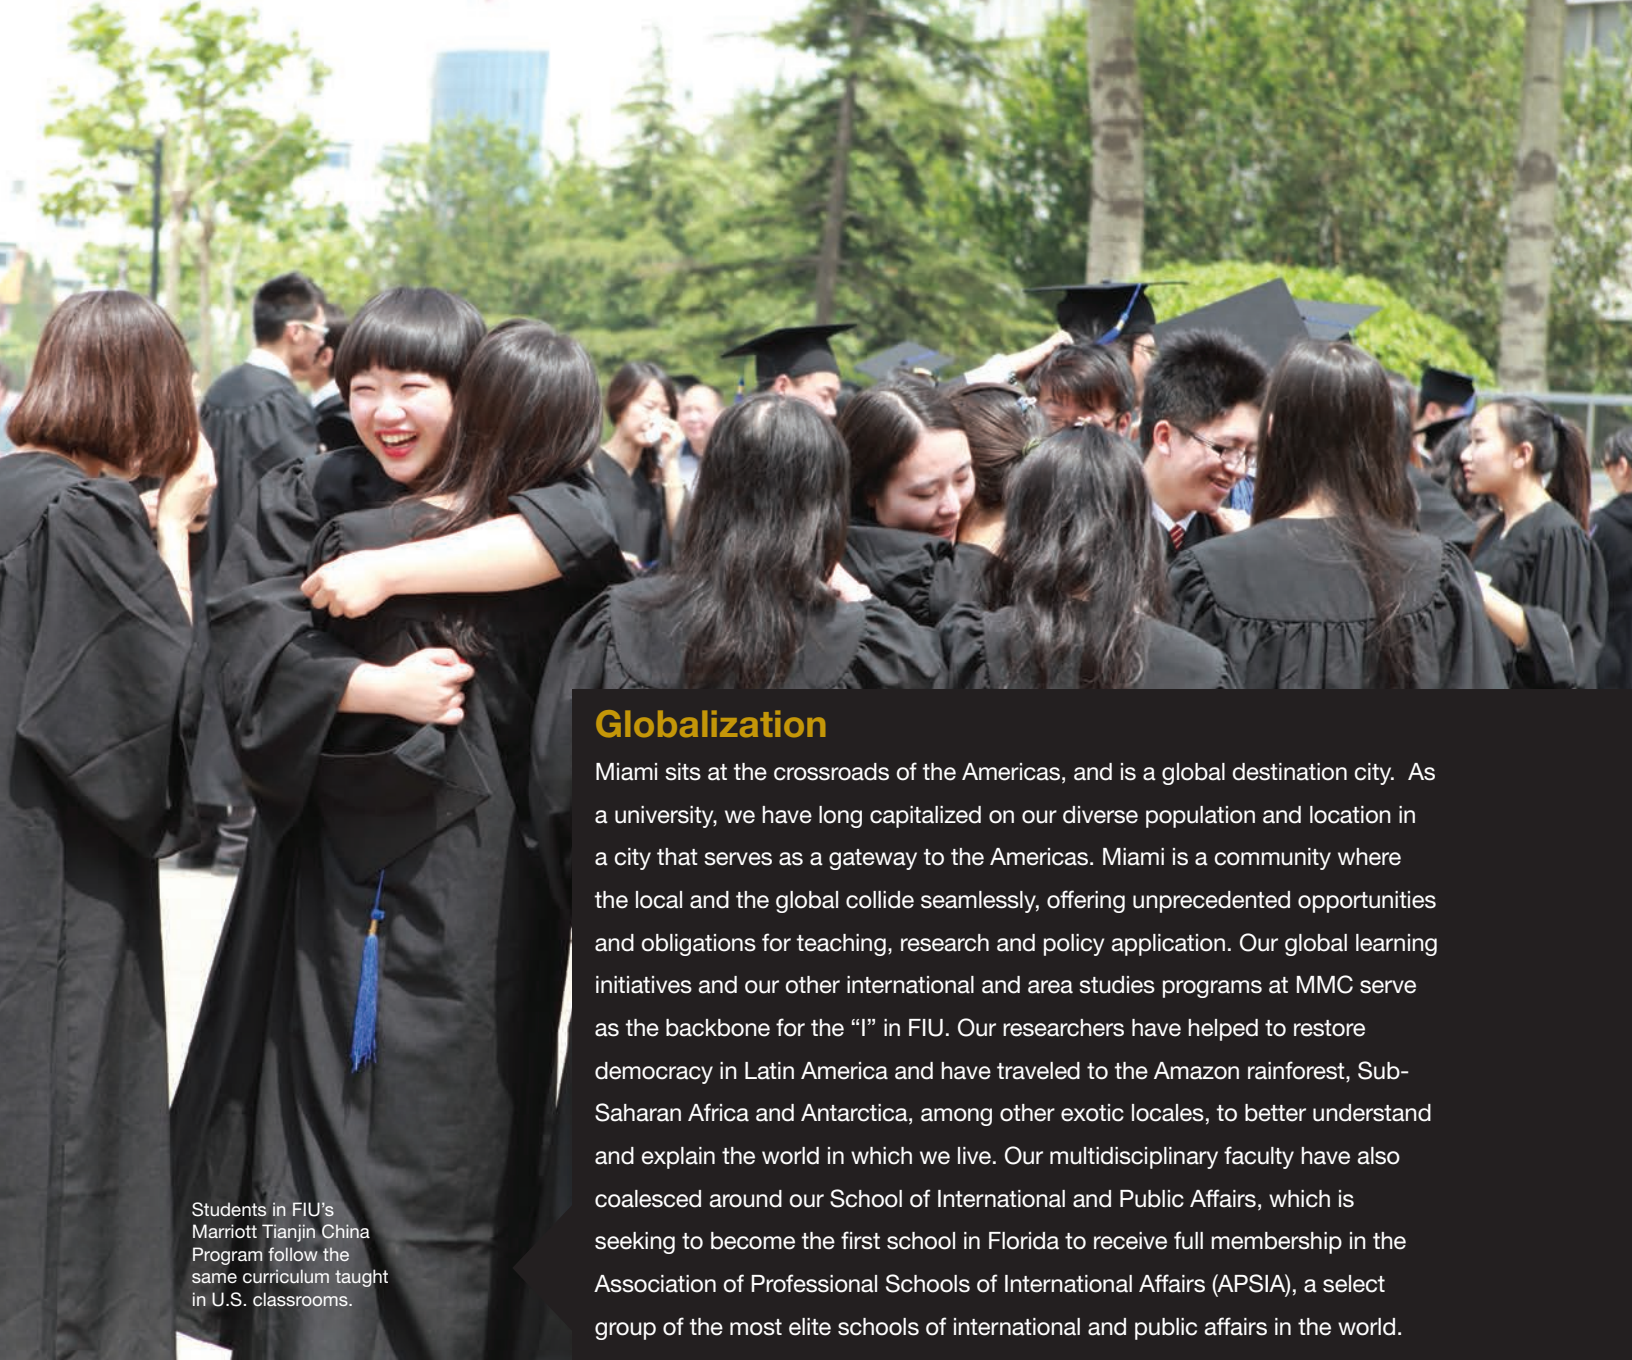 Globalization
Miami sits at the crossroads of the Americas, and is a global destination city.  As
a university, we have long capitalized on our diverse population and location in
a city that serves as a gateway to the Americas. Miami is a community where
the local and the global collide seamlessly, offering unprecedented opportunities
and obligations for teaching, research and policy application. Our global learning
initiatives and our other international and area studies programs at MMC serve
as the backbone for the “I” in FIU. Our researchers have helped to restore
democracy in Latin America and have traveled to the Amazon rainforest, Sub-
Saharan Africa and Antarctica, among other exotic locales, to better understand
and explain the world in which we live. Our multidisciplinary faculty have also
coalesced around our School of International and Public Affairs, which is
seeking to become the first school in Florida to receive full membership in the
Association of Professional Schools of International Affairs (APSIA), a select
group of the most elite schools of international and public affairs in the world.
Students in FIU’s
Marriott Tianjin China
Program follow the
same curriculum taught
in U.S. classrooms.